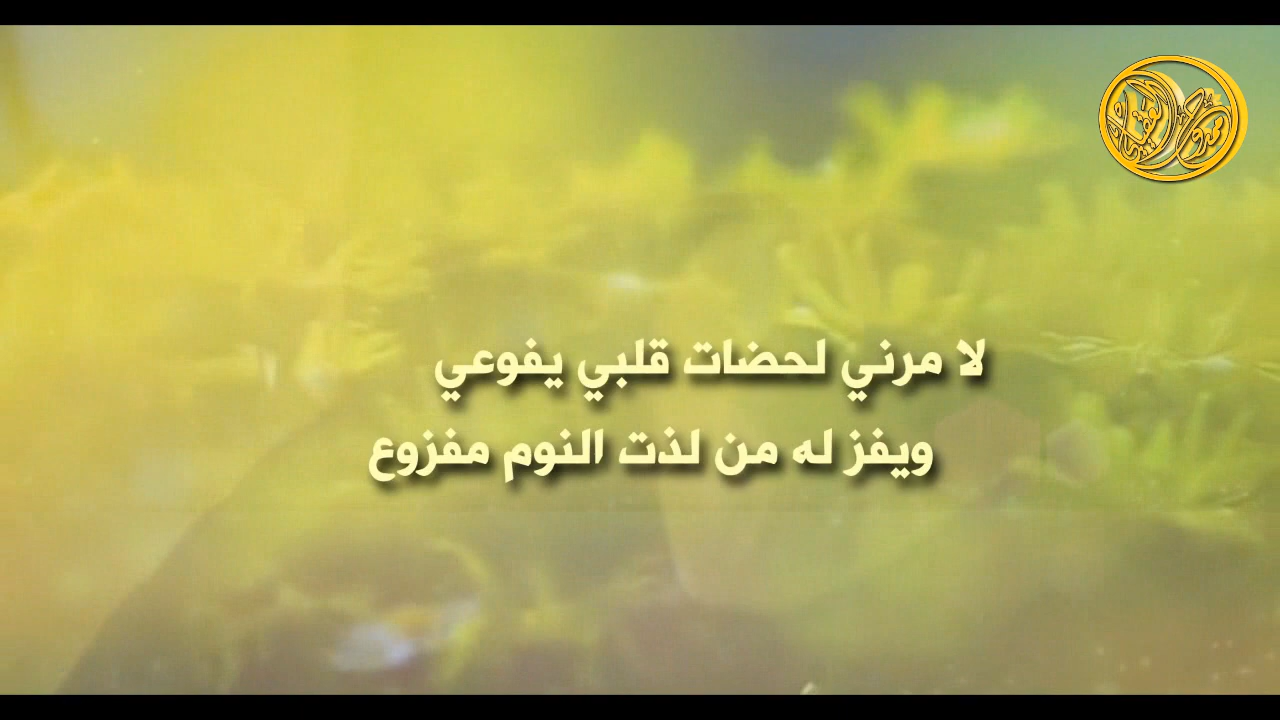 لا مرني لحضات قلبي يفوعي
ويفز له من لذت النوم مفزوع